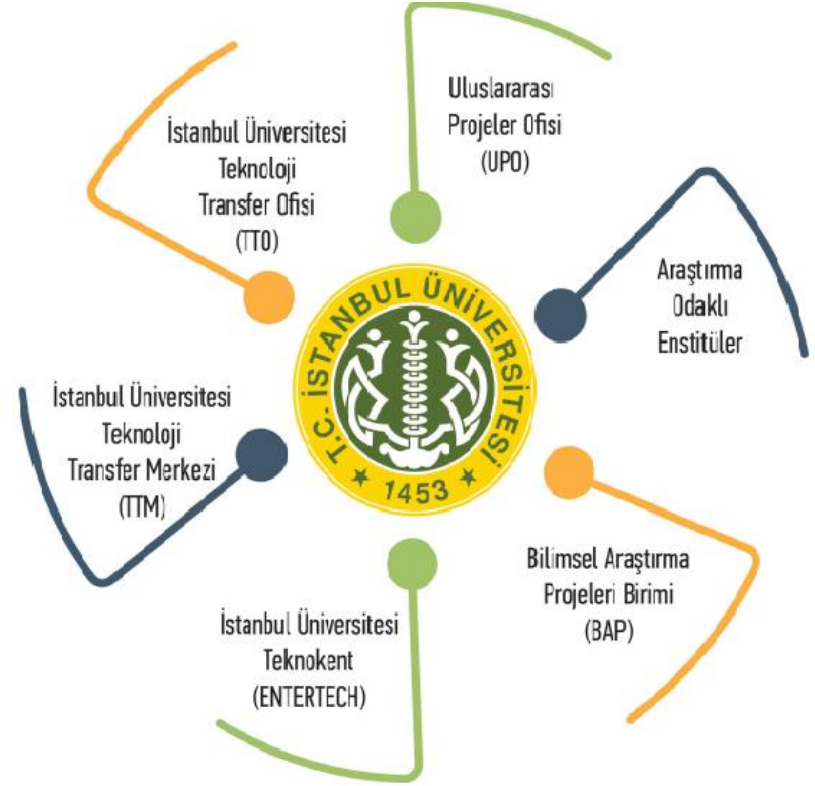 Uluslararası
Projeler Ofisi
(UPO)
Araştırma
Odaklı
Enstitüler
Bilimsel Araştırma
Projeleri Birimi
(BAP)
İstanbul Üniversitesi
Teknokent
(ENTERTECH)
İstanbul Üniversitesi
Teknoloji
Transfer Merkezi
(TTM)
İstanbul Üniversitesi
Teknoloji
Transfer Ofisi
(TTO)
T.C. İSTANBUL ÜNİVERSİTESİ
1453